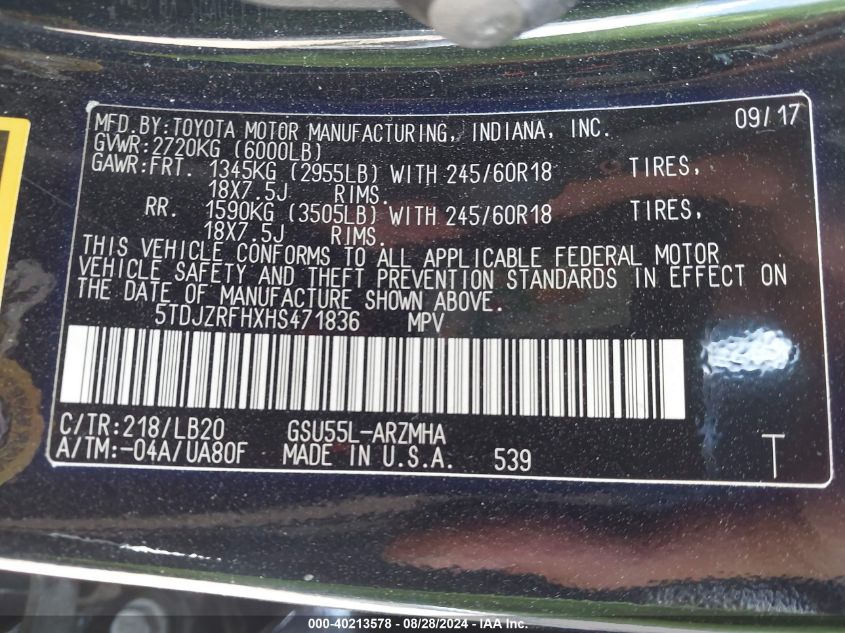 MFD.BY:TOYOTA MOTOR MANUFACTURING, INDIANA, INC. 09/17
GVWR:2720KG (6000LB)
GAWR:FRT. 1345KG (2955LB) WITH 245/60R18 TIRES,
18X7.5J RIMS.
RR. 1590KG (3505LB) WITH 245/60R18 TIRES,
18X7.5J RIMS.
THIS VEHICLE CONFORMS TO ALL APPLICABLE FEDERAL MOTOR
VEHICLE SAFETY AND THEFT PREVENTION STANDARDS IN EFFECT ON
THE DATE OF MANUFACTURE SHOWN ABOVE.
5TDJZRFHXHS471836 MPV
C/TR:218/LB20 GSU55L-ARZMHA
A/TM:-04A/UA80F MADE IN U.S.A. 539 T
000-40213578 - 08/28/2024 - IAA Inc.